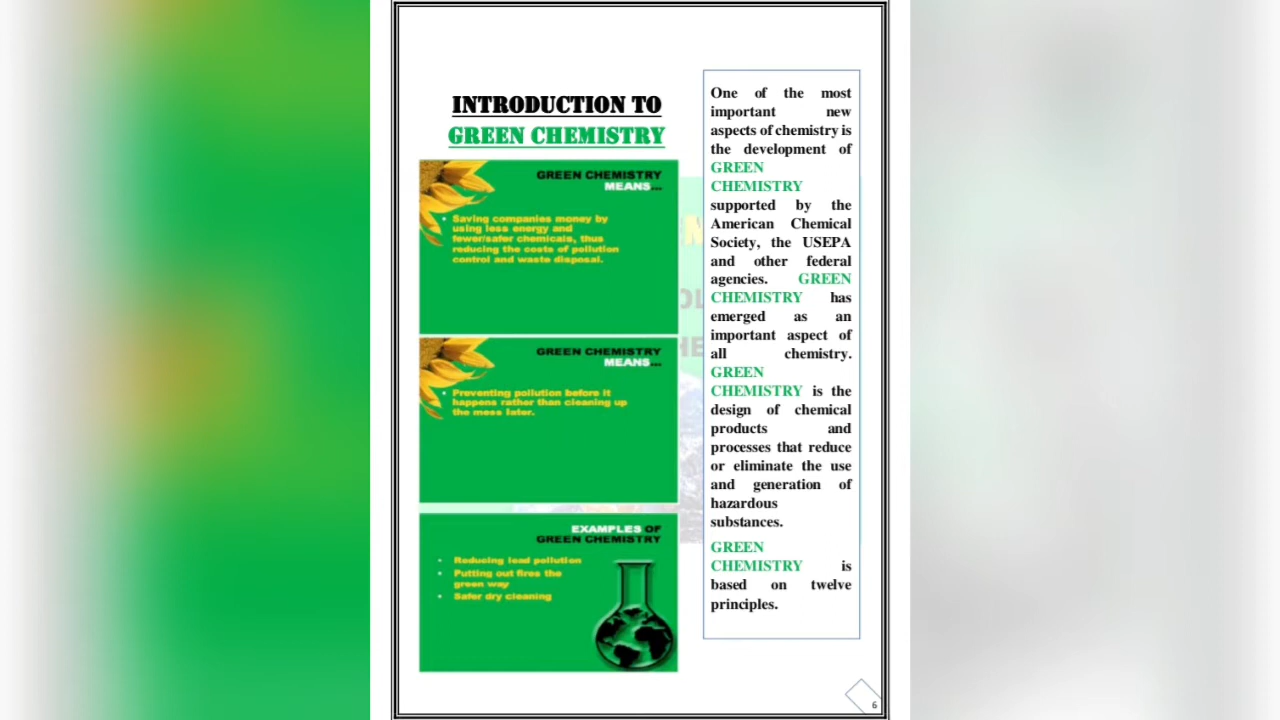 INTRODUCTION TO
GREEN CHEMISTRY
GREEN CHEMISTRY
MEANS...
• Saving companies money by
using less energy and
fewer/safer chemicals, thus
reducing the costs of pollution
control and waste disposal.
GREEN CHEMISTRY
MEANS...
• Preventing pollution before it
happens rather than cleaning up
the mess later.
EXAMPLES OF
GREEN CHEMISTRY
• Reducing lead pollution
• Putting out fires the
green way
• Safer dry cleaning
One of the most
important new
aspects of chemistry is
the development of
GREEN
CHEMISTRY
supported by the
American Chemical
Society, the USEPA
and other federal
agencies. GREEN
CHEMISTRY has
emerged as an
important aspect of
all chemistry.
GREEN
CHEMISTRY is the
design of chemical
products and
processes that reduce
or eliminate the use
and generation of
hazardous
substances.
GREEN
CHEMISTRY is
based on twelve
principles.
6